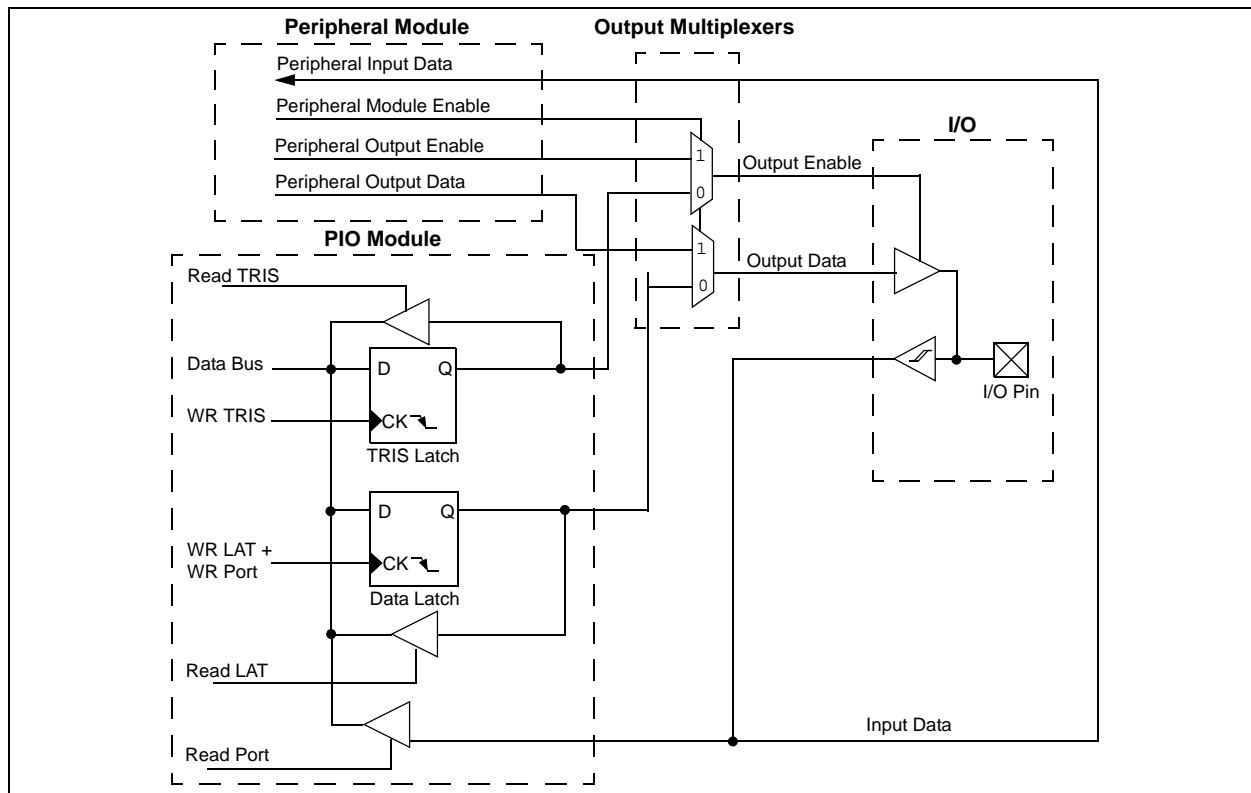 Peripheral Module
Output Multiplexers
Peripheral Input Data
Peripheral Module Enable
I/O
Peripheral Output Enable
1
Output Enable
Peripheral Output Data
0
PIO Module
1
Read TRIS
Output Data
0
Data Bus
D
Q
I/O Pin
WR TRIS
CK
TRIS Latch
D
Q
WR LAT +
WR Port
CK
Data Latch
Read LAT
Input Data
Read Port